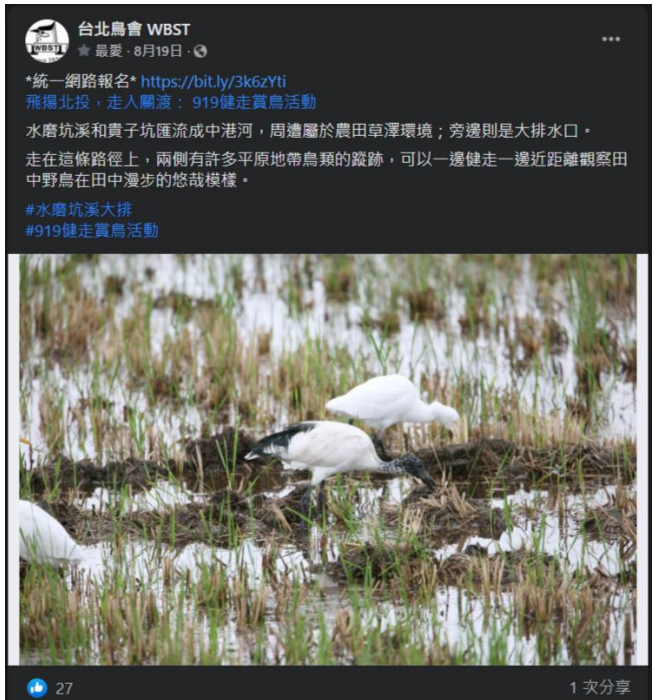 台北鳥會 WBST
最愛 · 8月19日 ·
*統一網路報名* https://bit.ly/3k6zYti
飛揚北投，走入關渡： 919健走賞鳥活動
水磨坑溪和貴子坑匯流成中港河，周遭屬於農田草澤環境；旁邊則是大排水口。
走在這條路徑上，兩側有許多平原地帶鳥類的蹤跡，可以一邊健走一邊近距離觀察田
中野鳥在田中漫步的悠哉模樣。
#水磨坑溪大排
#919健走賞鳥活動
27
1 次分享